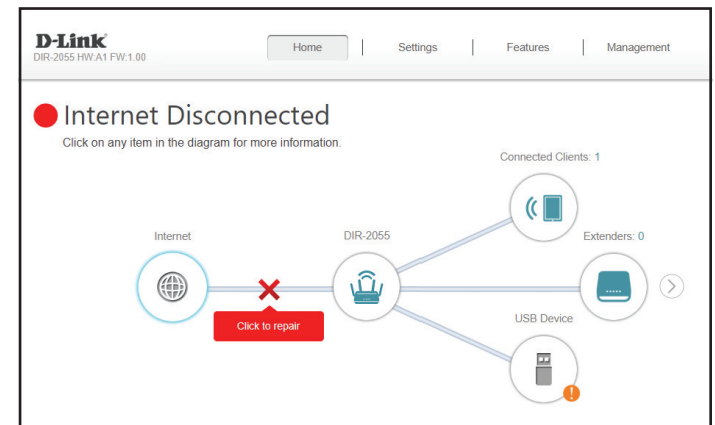 D-Link
DIR-2055 HW:A1 FW:1.00
Home
Settings
Features
Management
Internet Disconnected
Click on any item in the diagram for more information.
Connected Clients: 1
Internet
DIR-2055
Extenders: 0
Click to repair
USB Device
!